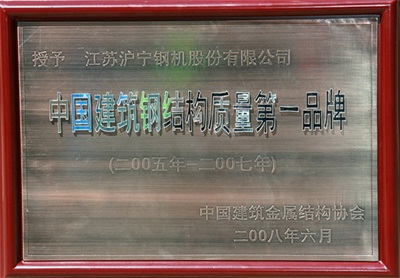 授予 江苏沪宁钢机股份有限公司
中国建筑钢结构质量第一品牌
(二00五年—二00七年)
中国建筑金属结构协会
二00八年六月